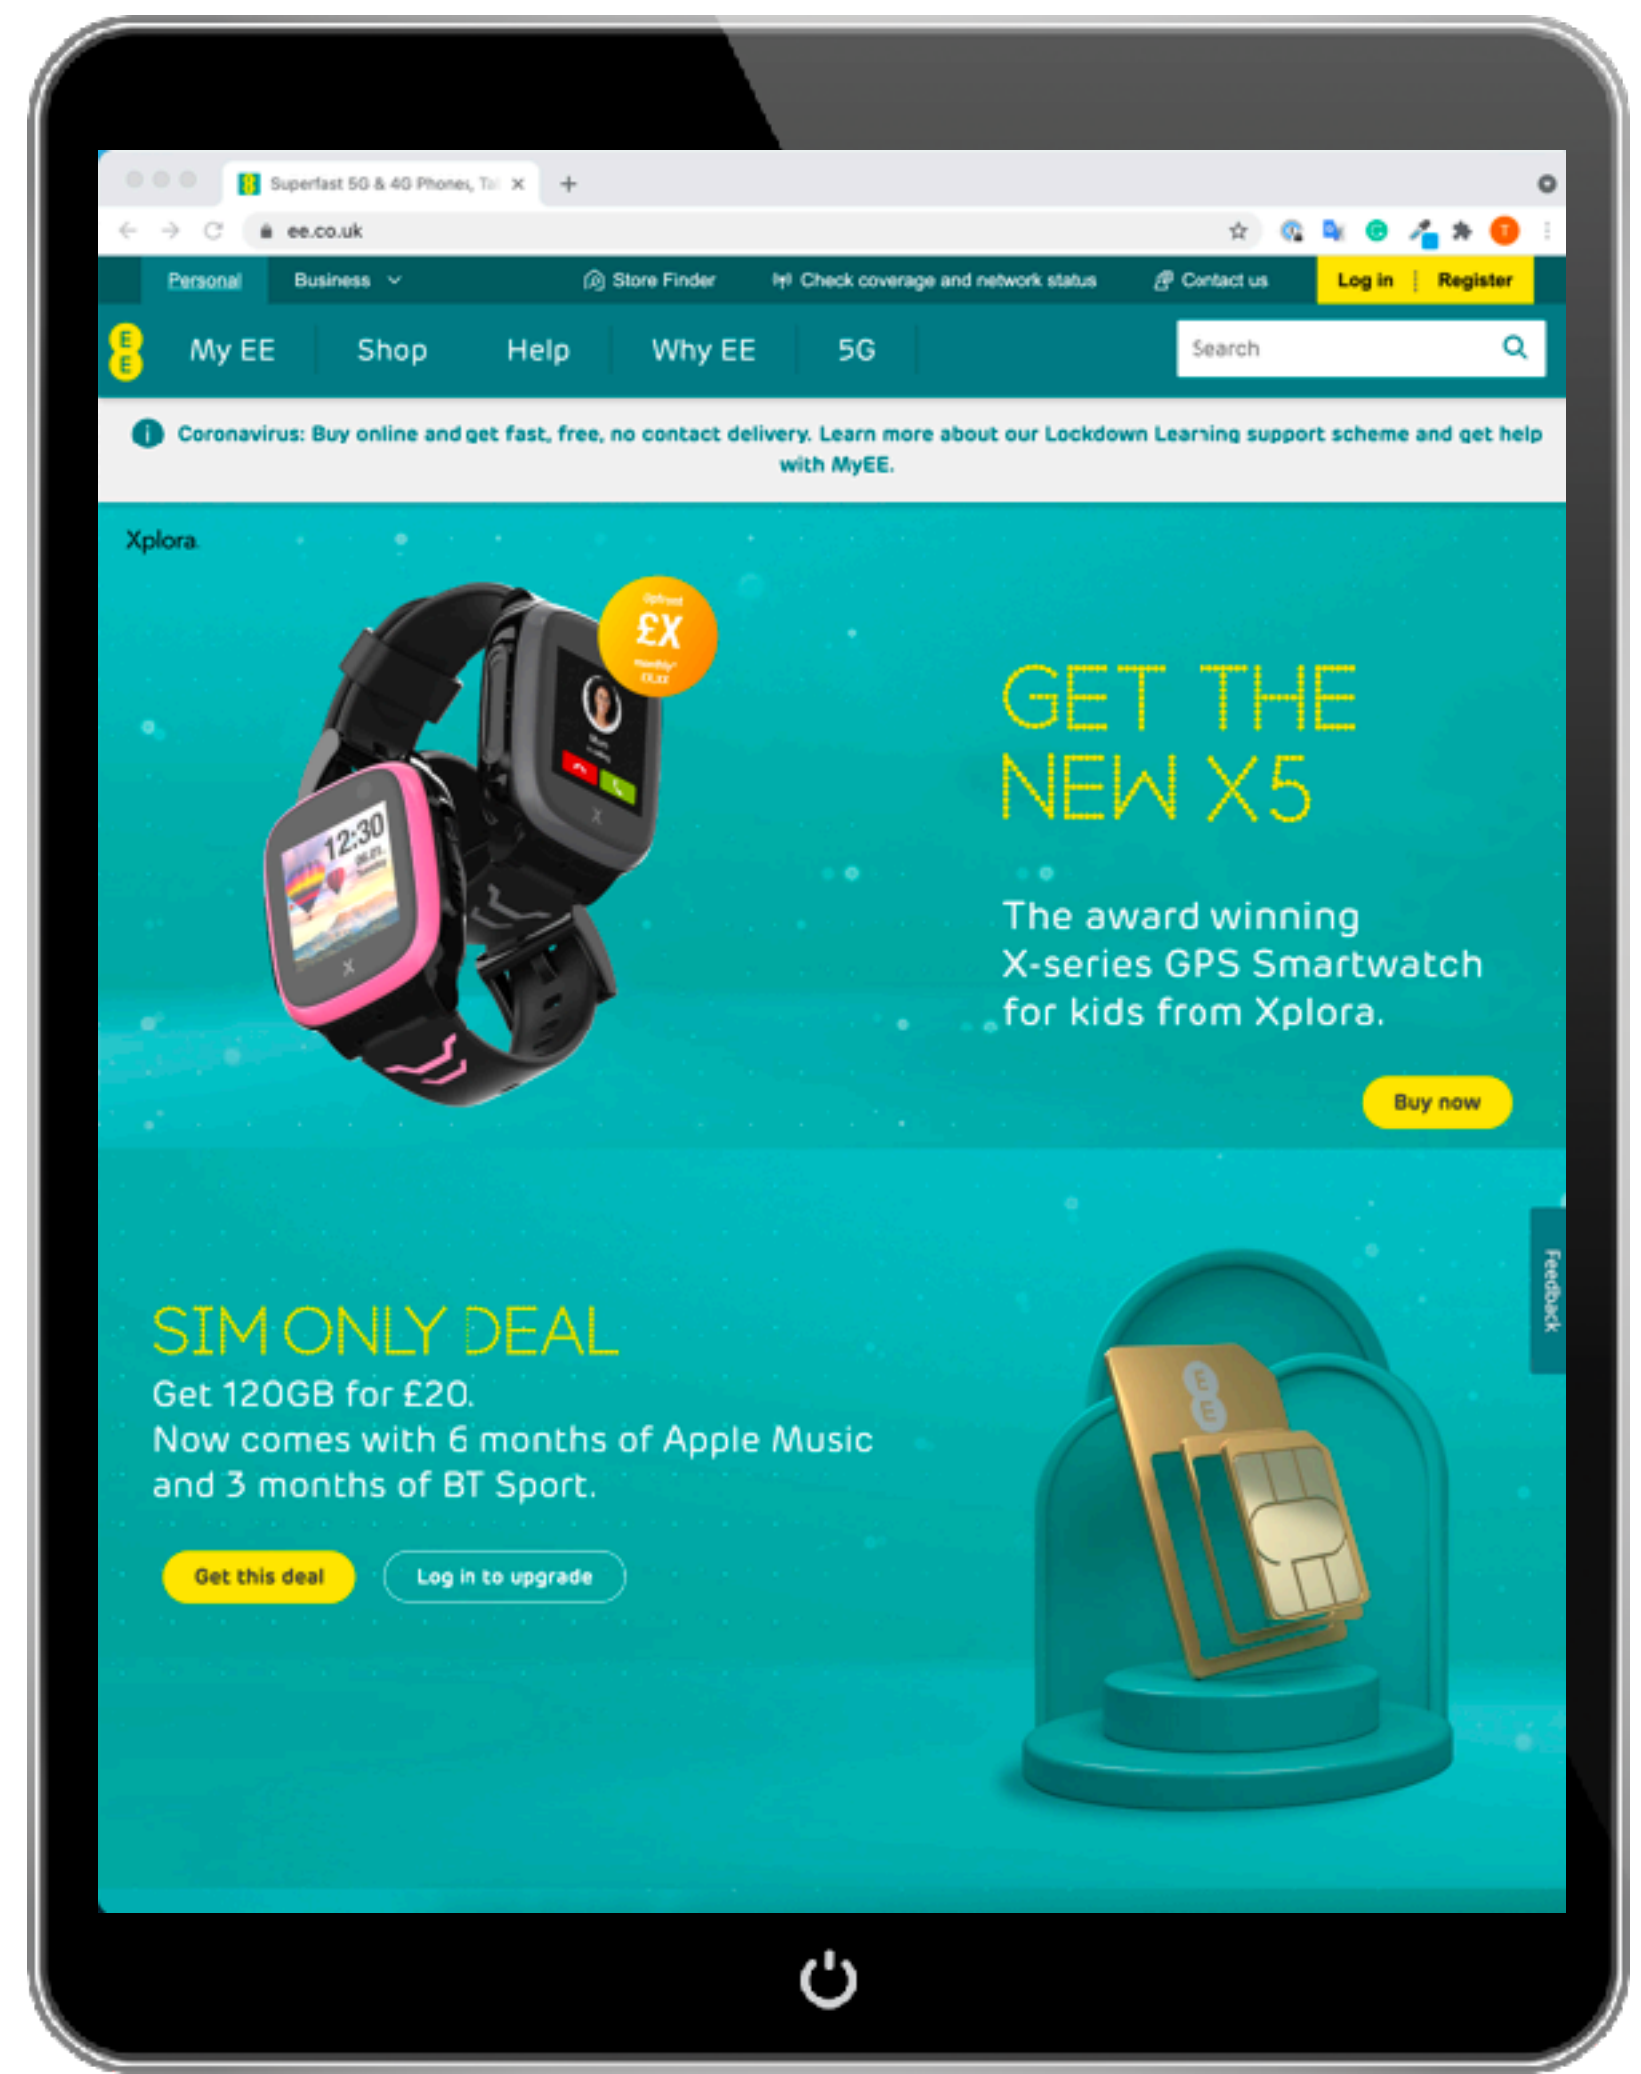 Superfast 5G & 4G Phones, Ta
ee.co.uk
T
Personal
Business
Store Finder
Check coverage and network status
Contact us
Log in
Register
E
E
My EE
Shop
Help
Why EE
5G
Search
Coronavirus: Buy online and get fast, free, no contact delivery. Learn more about our Lockdown Learning support scheme and get help
with MyEE.
Xplora
Upfront
£X
monthly*
£X.XX
Mum
X
12:30
Tuesday
X
GET THE
NEW X5
The award winning
X-series GPS Smartwatch
for kids from Xplora.
Buy now
Feedback
SIM ONLY DEAL
Get 120GB for £20.
Now comes with 6 months of Apple Music
and 3 months of BT Sport.
Get this deal
Log in to upgrade
E
E